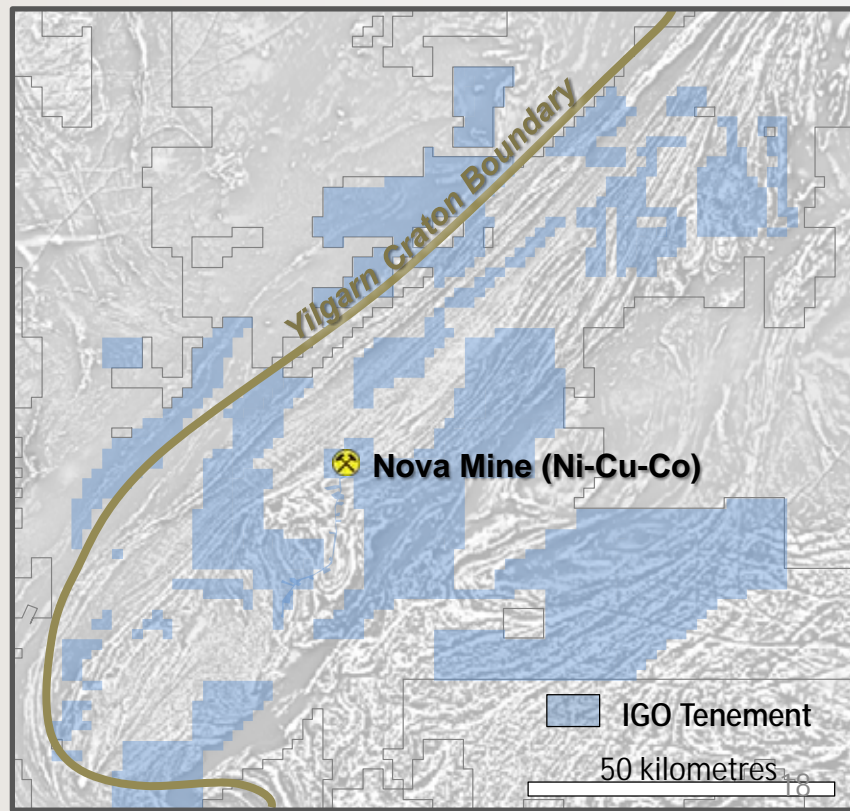 Yilgarn Craton Boundary
Nova Mine (Ni-Cu-Co)
IGO Tenement
50 kilometres
18